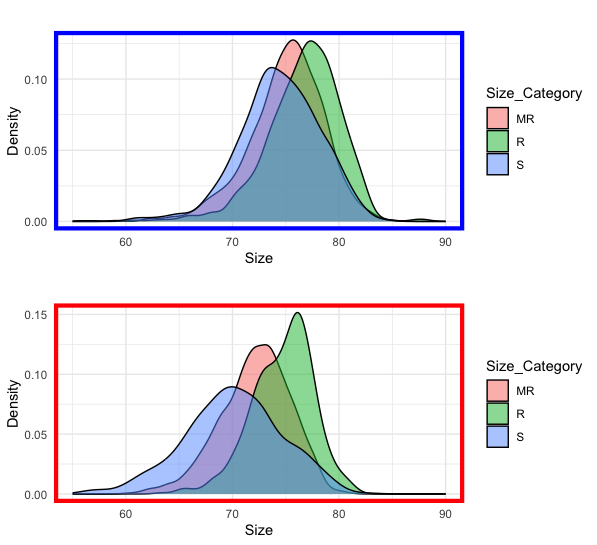 Density
0.10
0.05
0.00
60 70 80 90
Size
Size_Category
MR
R
S
Density
0.15
0.10
0.05
0.00
60 70 80 90
Size
Size_Category
MR
R
S